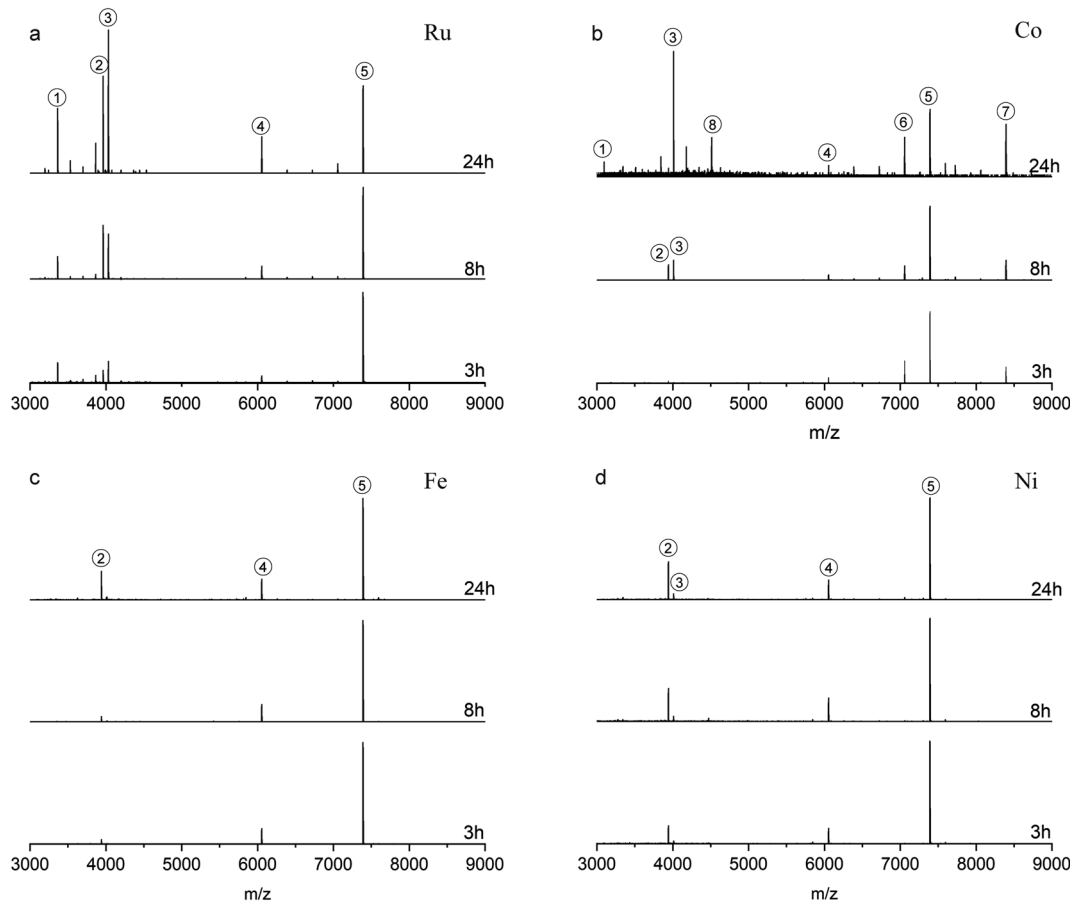 a Ru
① ② ③ ④ ⑤
24h
8h
3h
3000 4000 5000 6000 7000 8000 9000
b Co
① ③ ⑧ ④ ⑥ ⑤ ⑦
24h
② ③
8h
3h
3000 4000 5000 6000 7000 8000 9000
m/z
c Fe
② ④ ⑤
24h
8h
3h
3000 4000 5000 6000 7000 8000 9000
m/z
d Ni
② ③ ④ ⑤
24h
8h
3h
3000 4000 5000 6000 7000 8000 9000
m/z